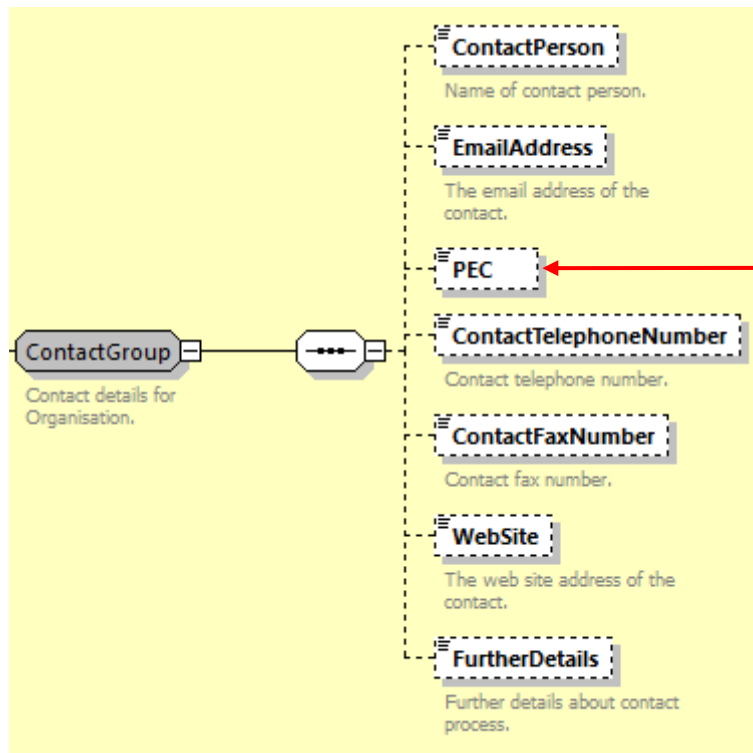 ContactPerson
Name of contact person.
EmailAddress
The email address of the
contact.
PEC
ContactTelephoneNumber
Contact telephone number.
ContactGroup
Contact details for
Organisation.
ContactFaxNumber
Contact fax number.
WebSite
The web site address of the
contact.
FurtherDetails
Further details about contact
process.